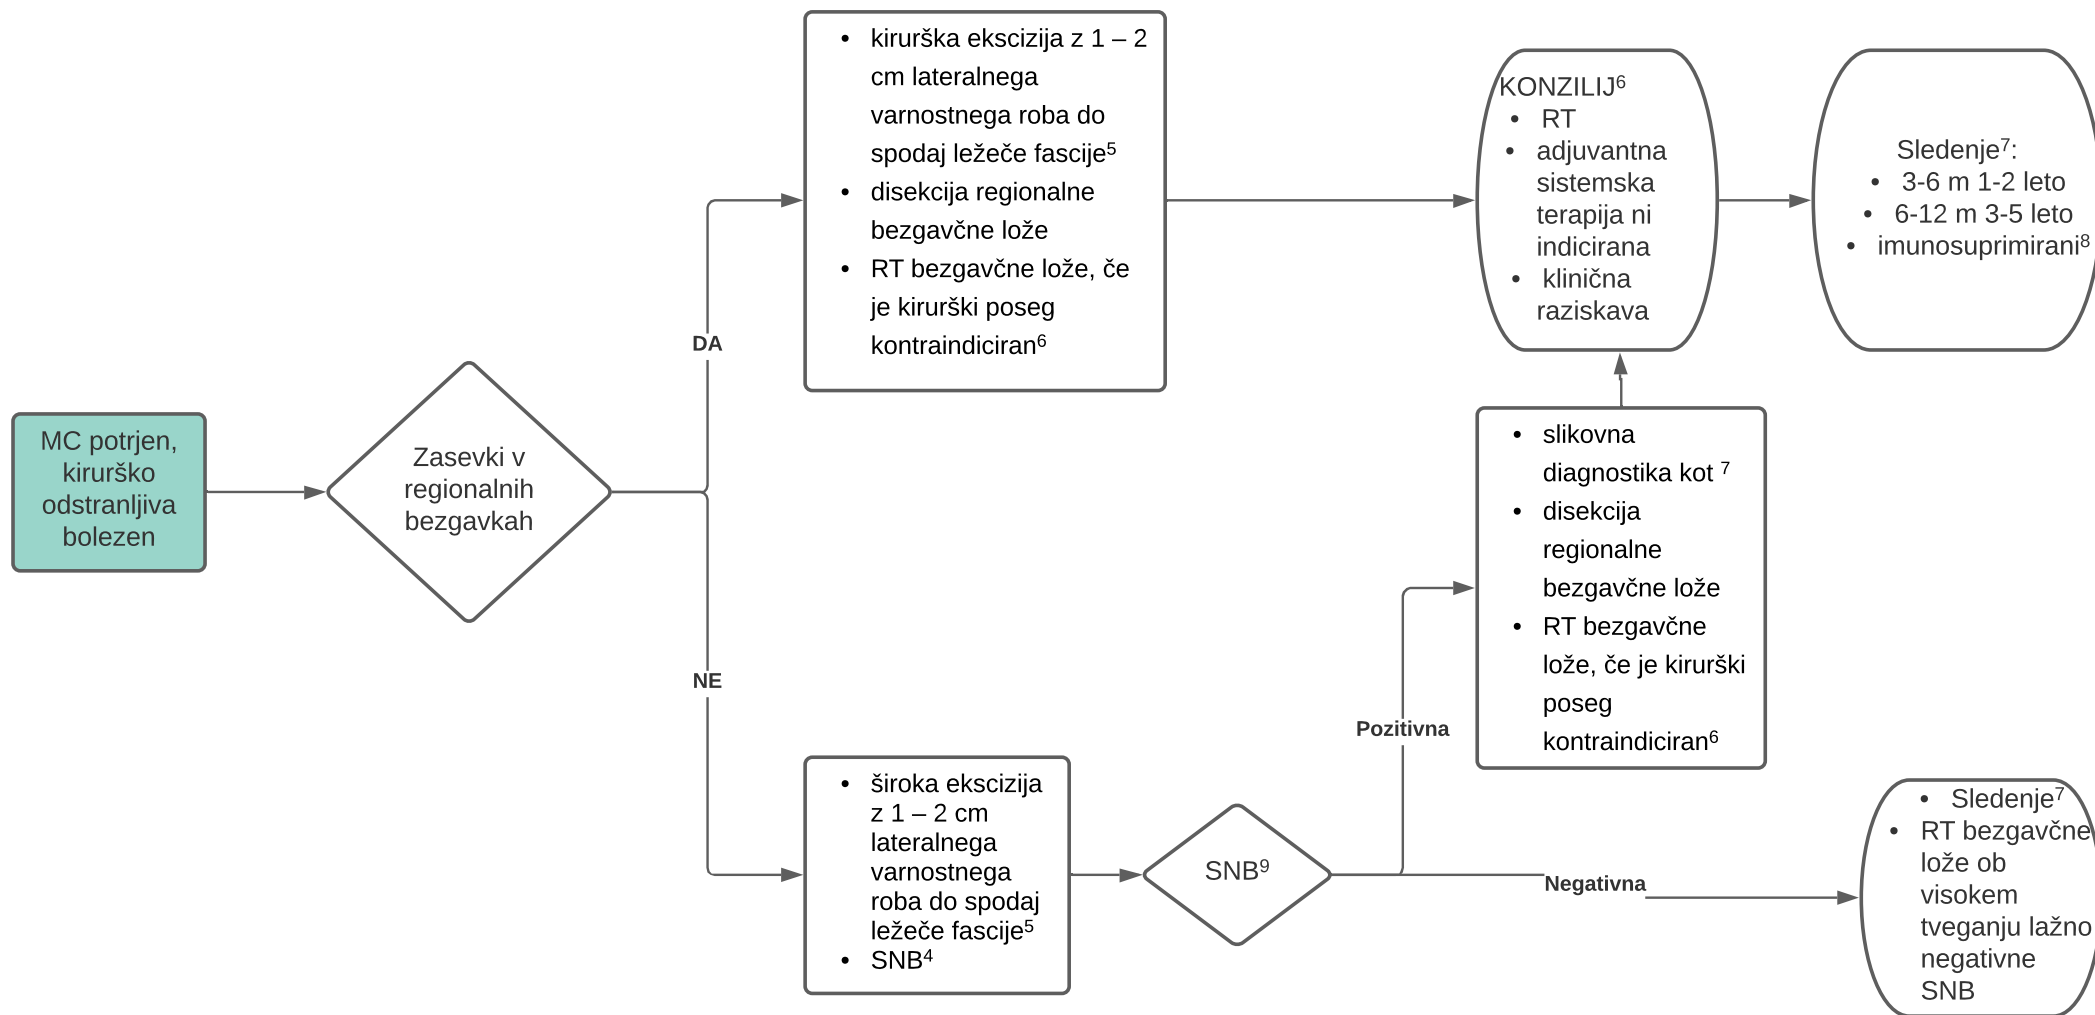 MC potrjen,
kirurško
odstranljiva
bolezen
Zasevki v
regionalnih
bezgavkah
DA
NE
• kirurška ekscizija z 1 – 2
cm lateralnega
varnostnega roba do
spodaj ležeče fascije⁵
• disekcija regionalne
bezgavčne lože
• RT bezgavčne lože, če
je kirurški poseg
kontraindiciran⁶
KONZILIJ⁶
• RT
• adjuvantna
sistemska
terapija ni
indicirana
• klinična
raziskava
Sledenje⁷:
• 3-6 m 1-2 leto
• 6-12 m 3-5 leto
• imunosuprimirani⁸
• široka ekscizija
z 1 – 2 cm
lateralnega
varnostnega
roba do spodaj
ležeče fascije⁵
• SNB⁴
SNB⁹
Pozitivna
Negativna
• slikovna
diagnostika kot ⁷
• disekcija
regionalne
bezgavčne lože
• RT bezgavčne
lože, če je kirurški
poseg
kontraindiciran⁶
• Sledenje⁷
• RT bezgavčne
lože ob
visokem
tveganju lažno
negativne
SNB